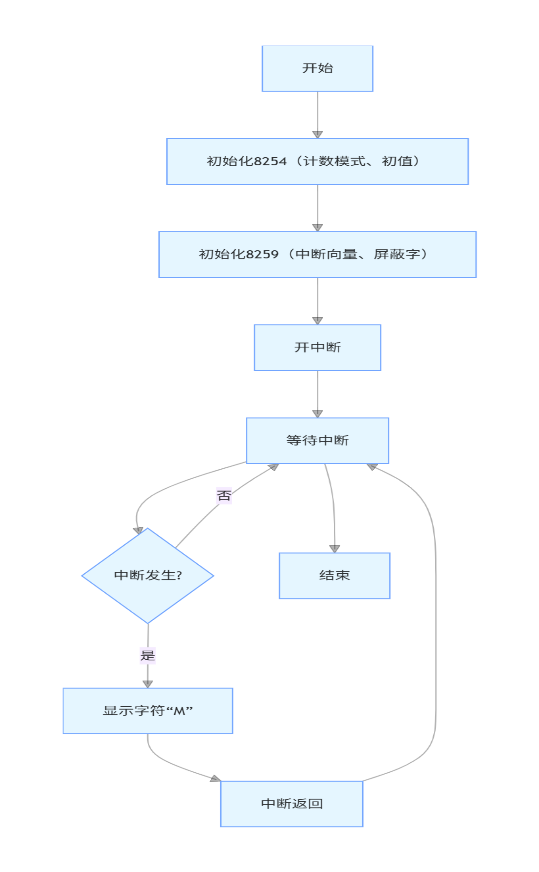 开始
初始化8254（计数模式、初值）
初始化8259（中断向量、屏蔽字）
开中断
等待中断
否
中断发生?
结束
是
显示字符“M”
中断返回